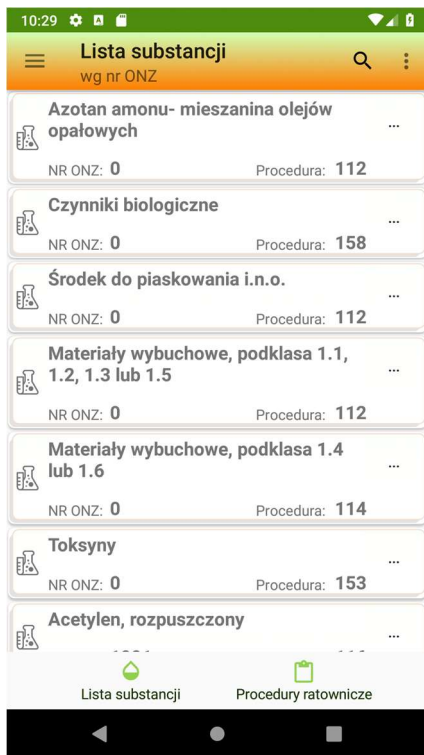 10:29
Lista substancji
wg nr ONZ
Azotan amonu- mieszanina olejów
opałowych
...
NR ONZ: 0 Procedura: 112
Czynniki biologiczne
...
NR ONZ: 0 Procedura: 158
Środek do piaskowania i.n.o.
...
NR ONZ: 0 Procedura: 112
Materiały wybuchowe, podklasa 1.1,
1.2, 1.3 lub 1.5
...
NR ONZ: 0 Procedura: 112
Materiały wybuchowe, podklasa 1.4
lub 1.6
...
NR ONZ: 0 Procedura: 114
Toksyny
...
NR ONZ: 0 Procedura: 153
Acetylen, rozpuszczony
...
Lista substancji Procedury ratownicze